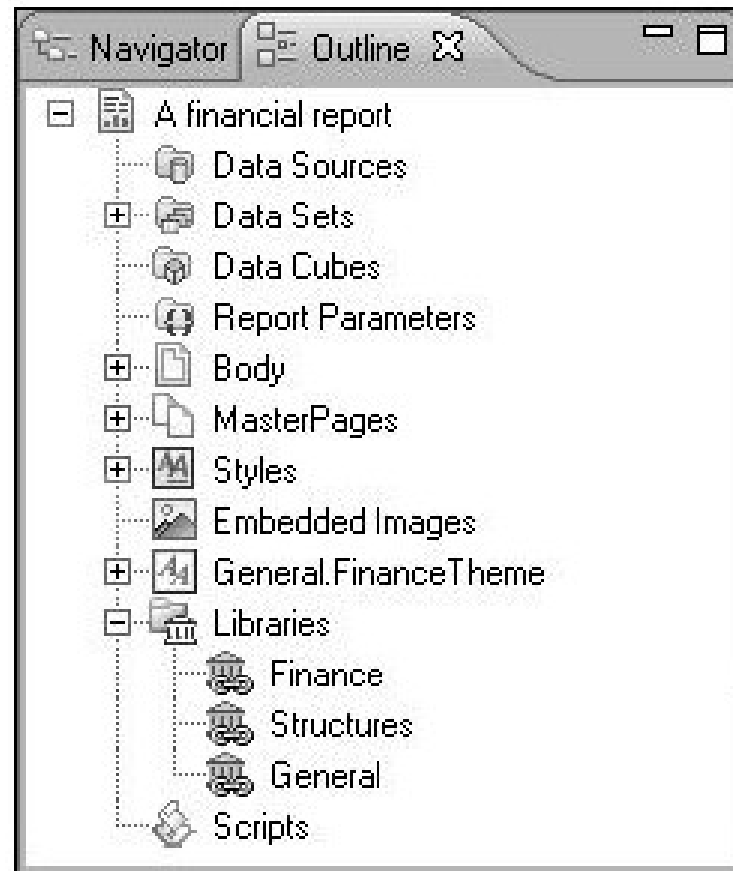 Navigator Outline
A financial report
Data Sources
Data Sets
Data Cubes
Report Parameters
Body
MasterPages
Styles
Embedded Images
General.FinanceTheme
Libraries
Finance
Structures
General
Scripts